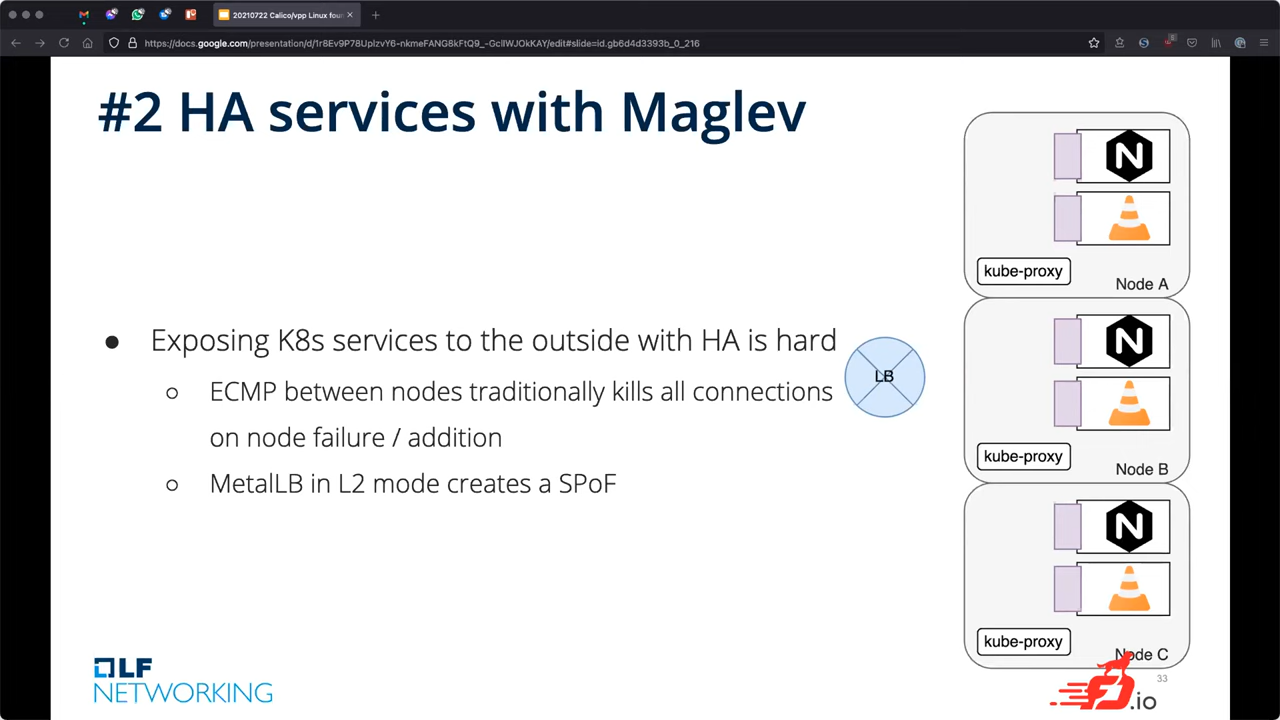 20210722 Calico/vpp Linux fou
https://docs.google.com/presentation/d/1r8Ev9P78UplzvY6-nkmeFANG8kFtQ9_-GclIWJOkKAY/edit#slide=id.gb6d4d3393b_0_216
#2 HA services with Maglev
● Exposing K8s services to the outside with HA is hard
○ ECMP between nodes traditionally kills all connections
on node failure / addition
○ MetalLB in L2 mode creates a SPoF
LB
N
kube-proxy
Node A
N
kube-proxy
Node B
N
kube-proxy
Node C
33
LF
NETWORKING
FD.io